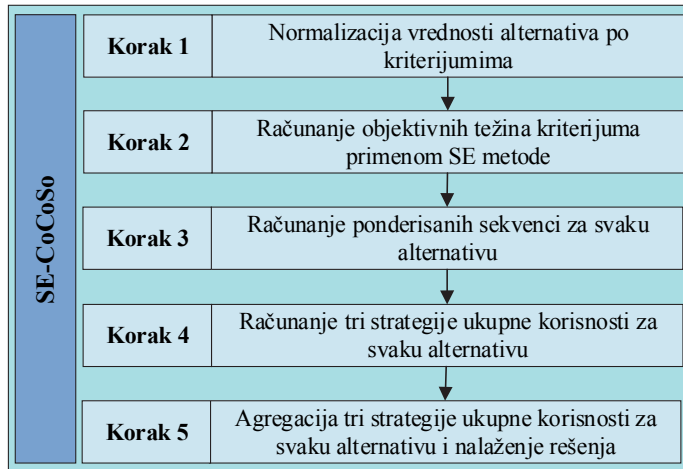 SE-CoCoSo
Korak 1
Normalizacija vrednosti alternativa po
kriterijumima
Korak 2
Računanje objektivnih težina kriterijuma
primenom SE metode
Korak 3
Računanje ponderisanih sekvenci za svaku
alternativu
Korak 4
Računanje tri strategije ukupne korisnosti za
svaku alternativu
Korak 5
Agregacija tri strategije ukupne korisnosti za
svaku alternativu i nalaženje rešenja